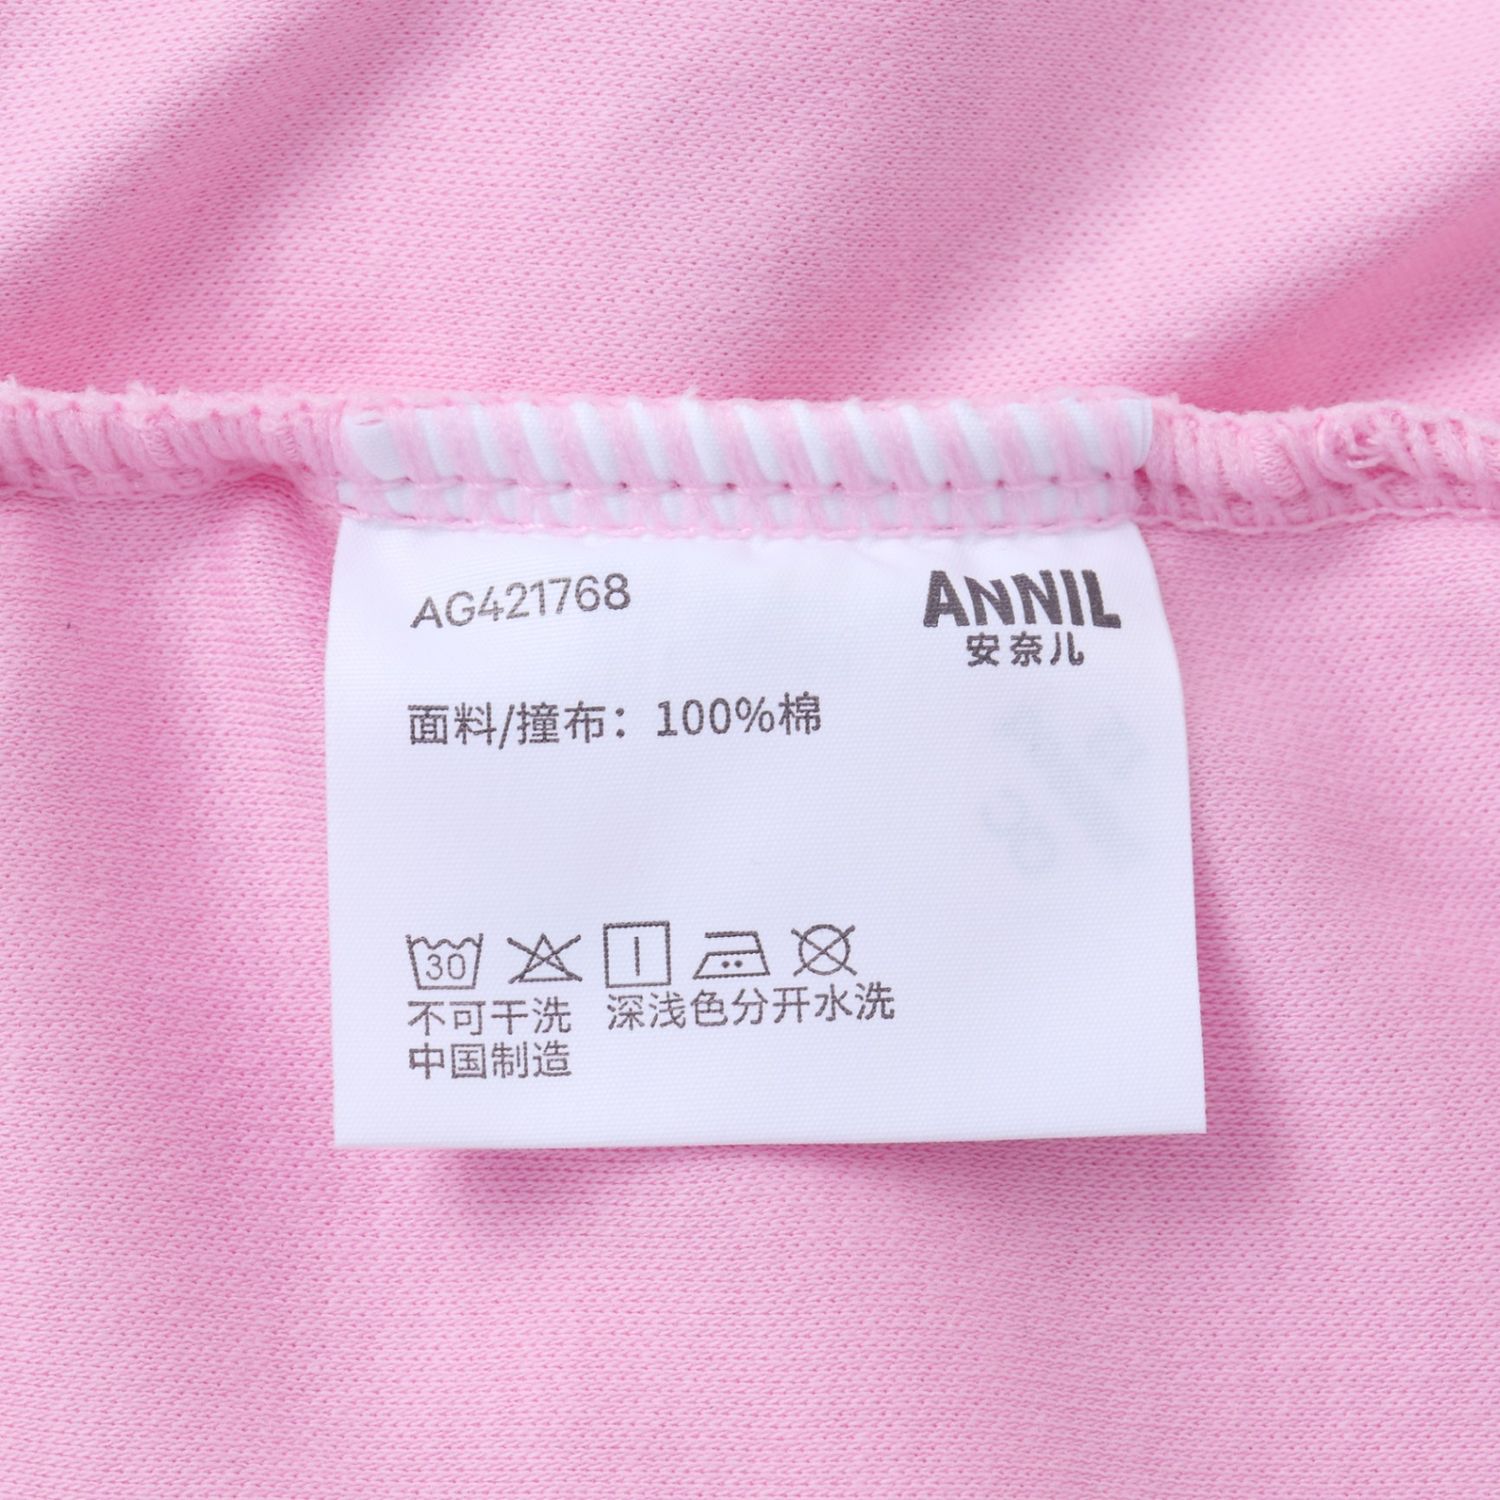 AG421768
ANNIL
安奈儿
面料/撞布：100%棉
30
不可干洗 深浅色分开水洗
中国制造